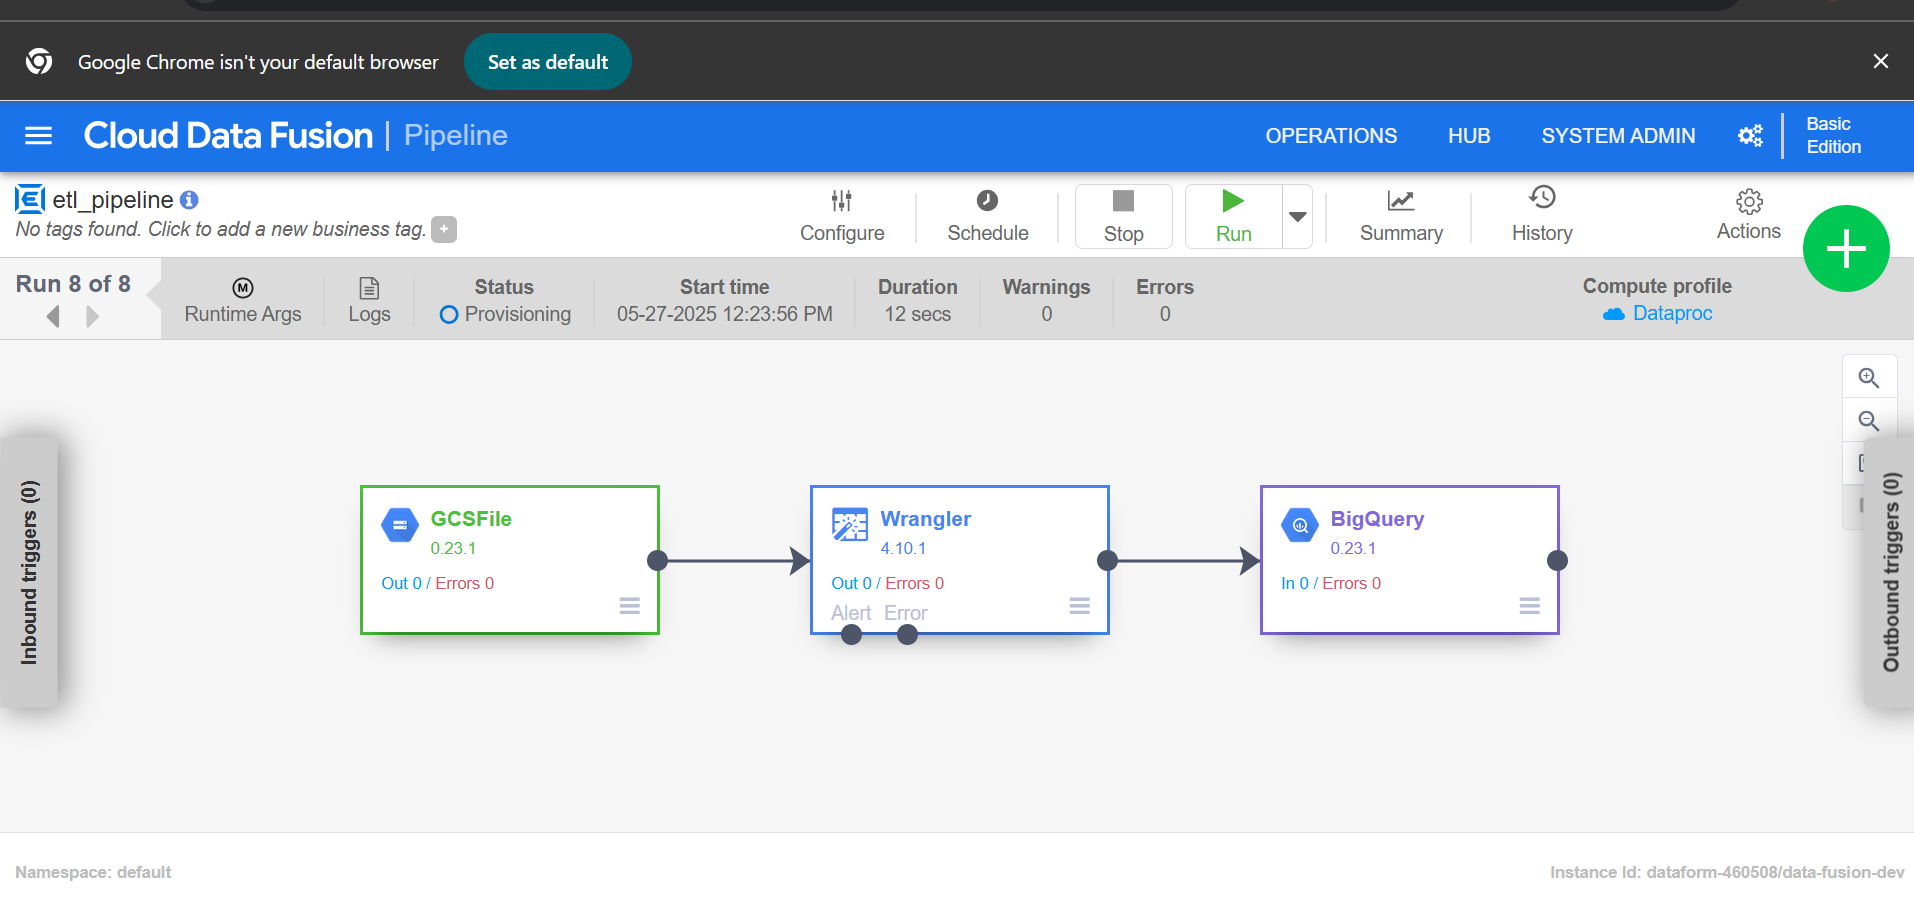 Google Chrome isn't your default browser
Set as default
Cloud Data Fusion | Pipeline
OPERATIONS
HUB
SYSTEM ADMIN
Basic
Edition
etl_pipeline
No tags found. Click to add a new business tag.
Configure
Schedule
Stop
Run
Summary
History
Actions
Run 8 of 8
Runtime Args
Logs
Status
Provisioning
Start time
05-27-2025 12:23:56 PM
Duration
12 secs
Warnings
0
Errors
0
Compute profile
Dataproc
Inbound triggers (0)
GCSFile
0.23.1
Out 0 / Errors 0
Wrangler
4.10.1
Out 0 / Errors 0
Alert Error
BigQuery
0.23.1
In 0 / Errors 0
Outbound triggers (0)
Namespace: default
Instance Id: dataform-460508/data-fusion-dev